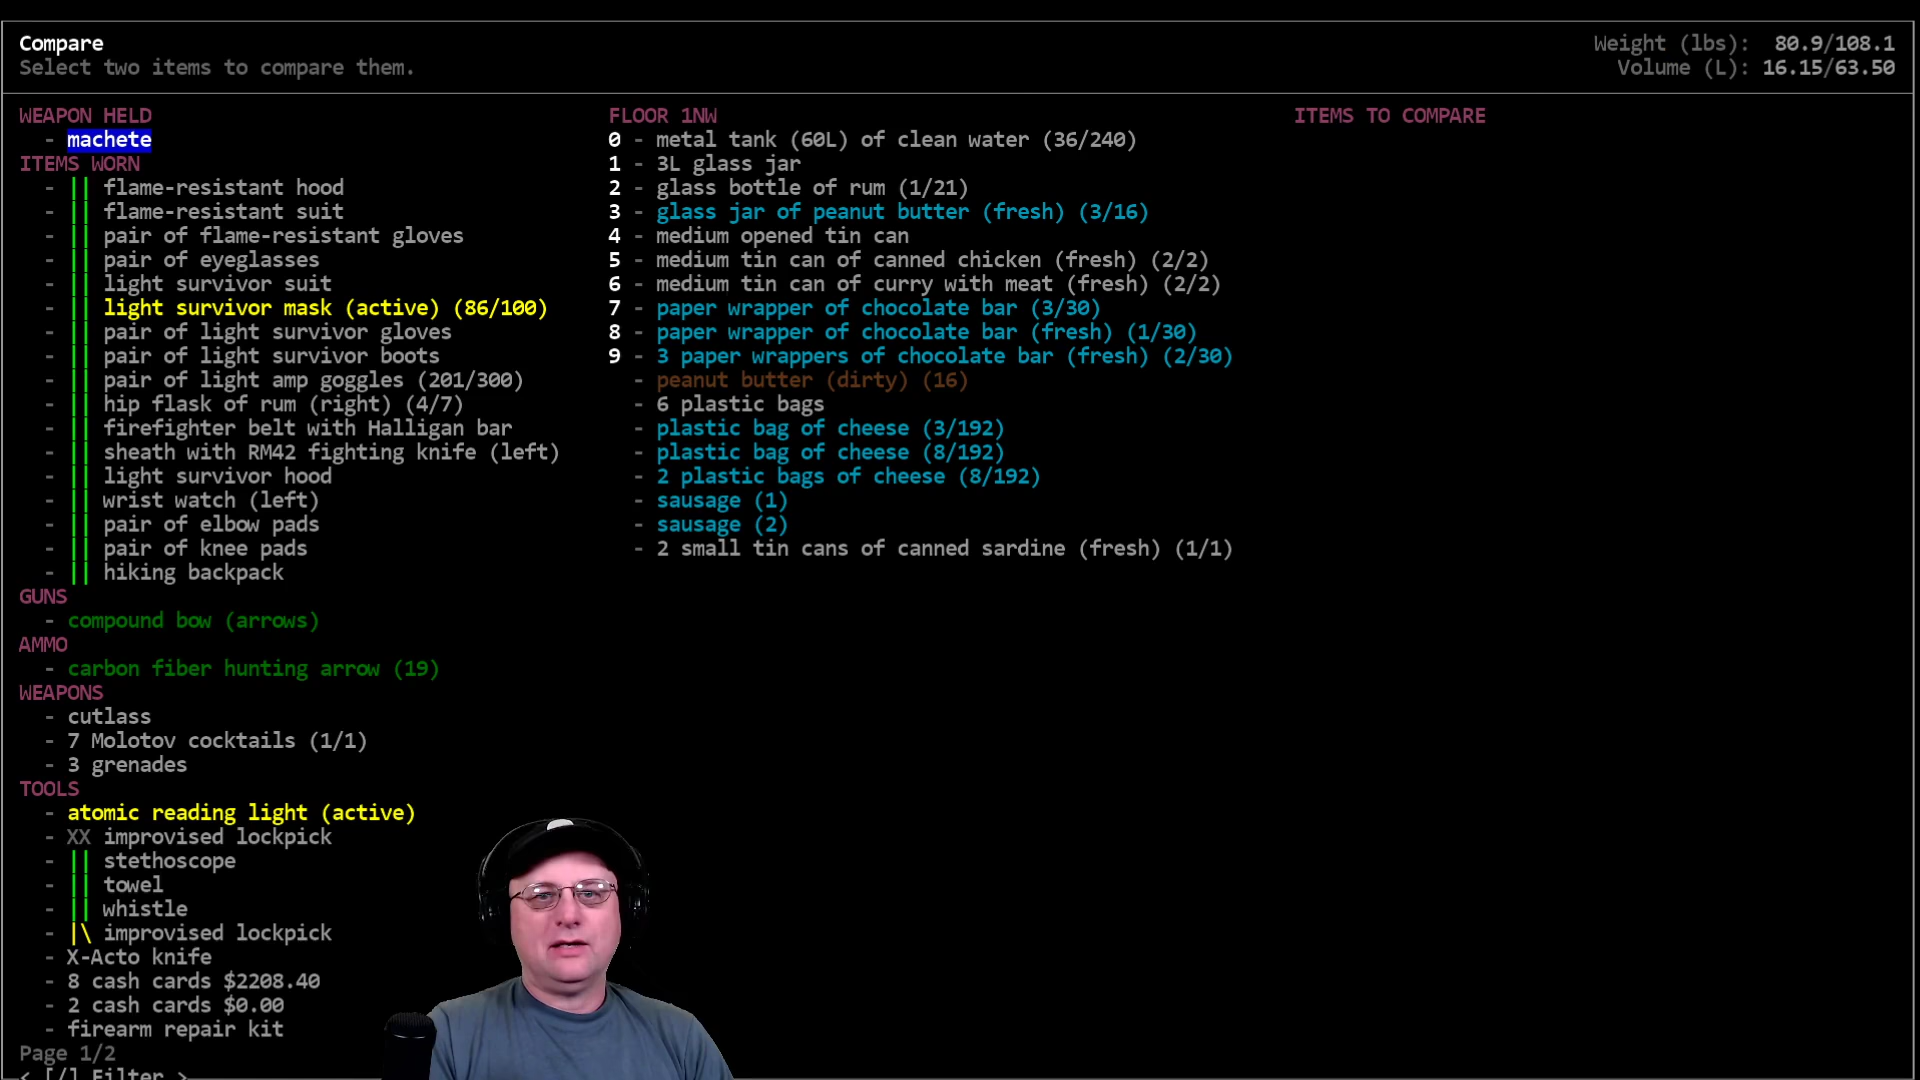 Compare
Select two items to compare them.
Weight (lbs): 80.9/108.1
Volume (L): 16.15/63.50
WEAPON HELD
- machete
ITEMS WORN
- || flame-resistant hood
- || flame-resistant suit
- || pair of flame-resistant gloves
- || pair of eyeglasses
- || light survivor suit
- || light survivor mask (active) (86/100)
- || pair of light survivor gloves
- || pair of light survivor boots
- || pair of light amp goggles (201/300)
- || hip flask of rum (right) (4/7)
- || firefighter belt with Halligan bar
- || sheath with RM42 fighting knife (left)
- || light survivor hood
- || wrist watch (left)
- || pair of elbow pads
- || pair of knee pads
- || hiking backpack
GUNS
- compound bow (arrows)
AMMO
- carbon fiber hunting arrow (19)
WEAPONS
- cutlass
- 7 Molotov cocktails (1/1)
- 3 grenades
TOOLS
- atomic reading light (active)
- XX improvised lockpick
- || stethoscope
- || towel
- || whistle
- |\ improvised lockpick
- X-Acto knife
- 8 cash cards $2208.40
- 2 cash cards $0.00
- firearm repair kit
Page 1/2
< [/] Filter >
FLOOR 1NW
0 - metal tank (60L) of clean water (36/240)
1 - 3L glass jar
2 - glass bottle of rum (1/21)
3 - glass jar of peanut butter (fresh) (3/16)
4 - medium opened tin can
5 - medium tin can of canned chicken (fresh) (2/2)
6 - medium tin can of curry with meat (fresh) (2/2)
7 - paper wrapper of chocolate bar (3/30)
8 - paper wrapper of chocolate bar (fresh) (1/30)
9 - 3 paper wrappers of chocolate bar (fresh) (2/30)
- peanut butter (dirty) (16)
- 6 plastic bags
- plastic bag of cheese (3/192)
- plastic bag of cheese (8/192)
- 2 plastic bags of cheese (8/192)
- sausage (1)
- sausage (2)
- 2 small tin cans of canned sardine (fresh) (1/1)
ITEMS TO COMPARE